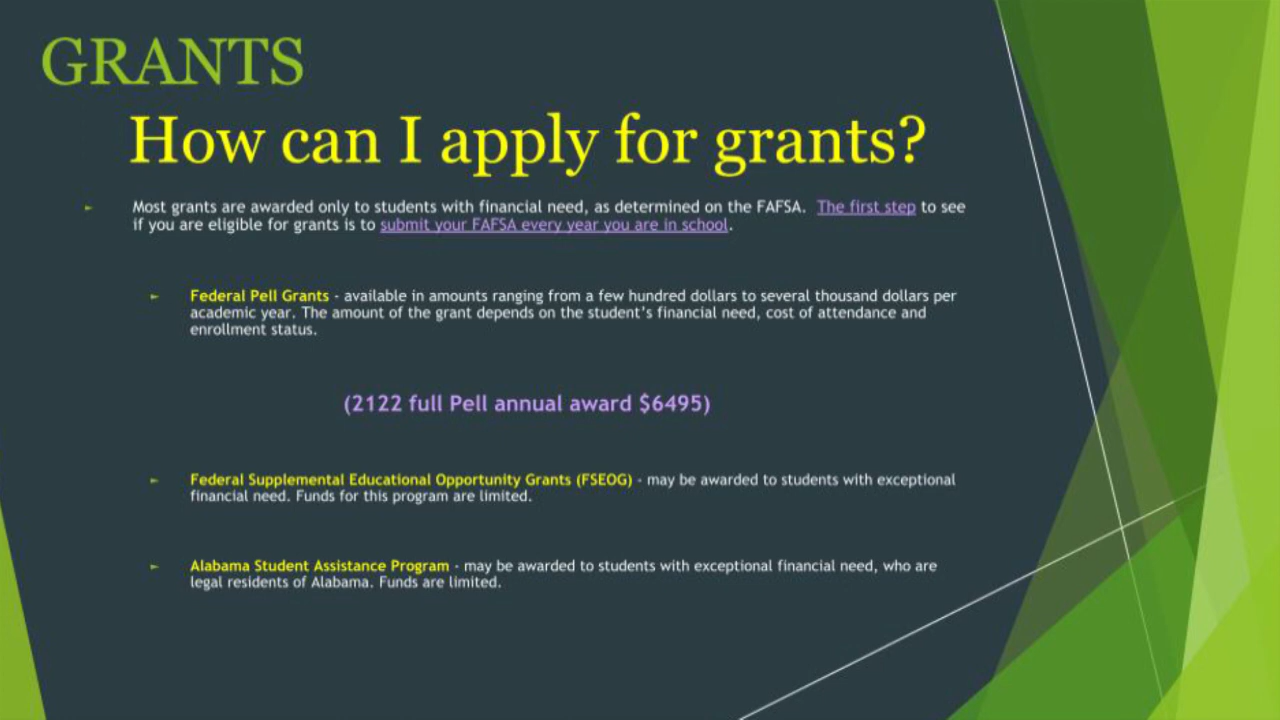 GRANTS
How can I apply for grants?
Most grants are awarded only to students with financial need, as determined on the FAFSA. The first step to see
if you are eligible for grants is to submit your FAFSA every year you are in school.
Federal Pell Grants - available in amounts ranging from a few hundred dollars to several thousand dollars per
academic year. The amount of the grant depends on the student's financial need, cost of attendance and
enrollment status.
(2122 full Pell annual award $6495)
Federal Supplemental Educational Opportunity Grants (FSEOG) - may be awarded to students with exceptional
financial need. Funds for this program are limited.
Alabama Student Assistance Program - may be awarded to students with exceptional financial need, who are
legal residents of Alabama. Funds are limited.